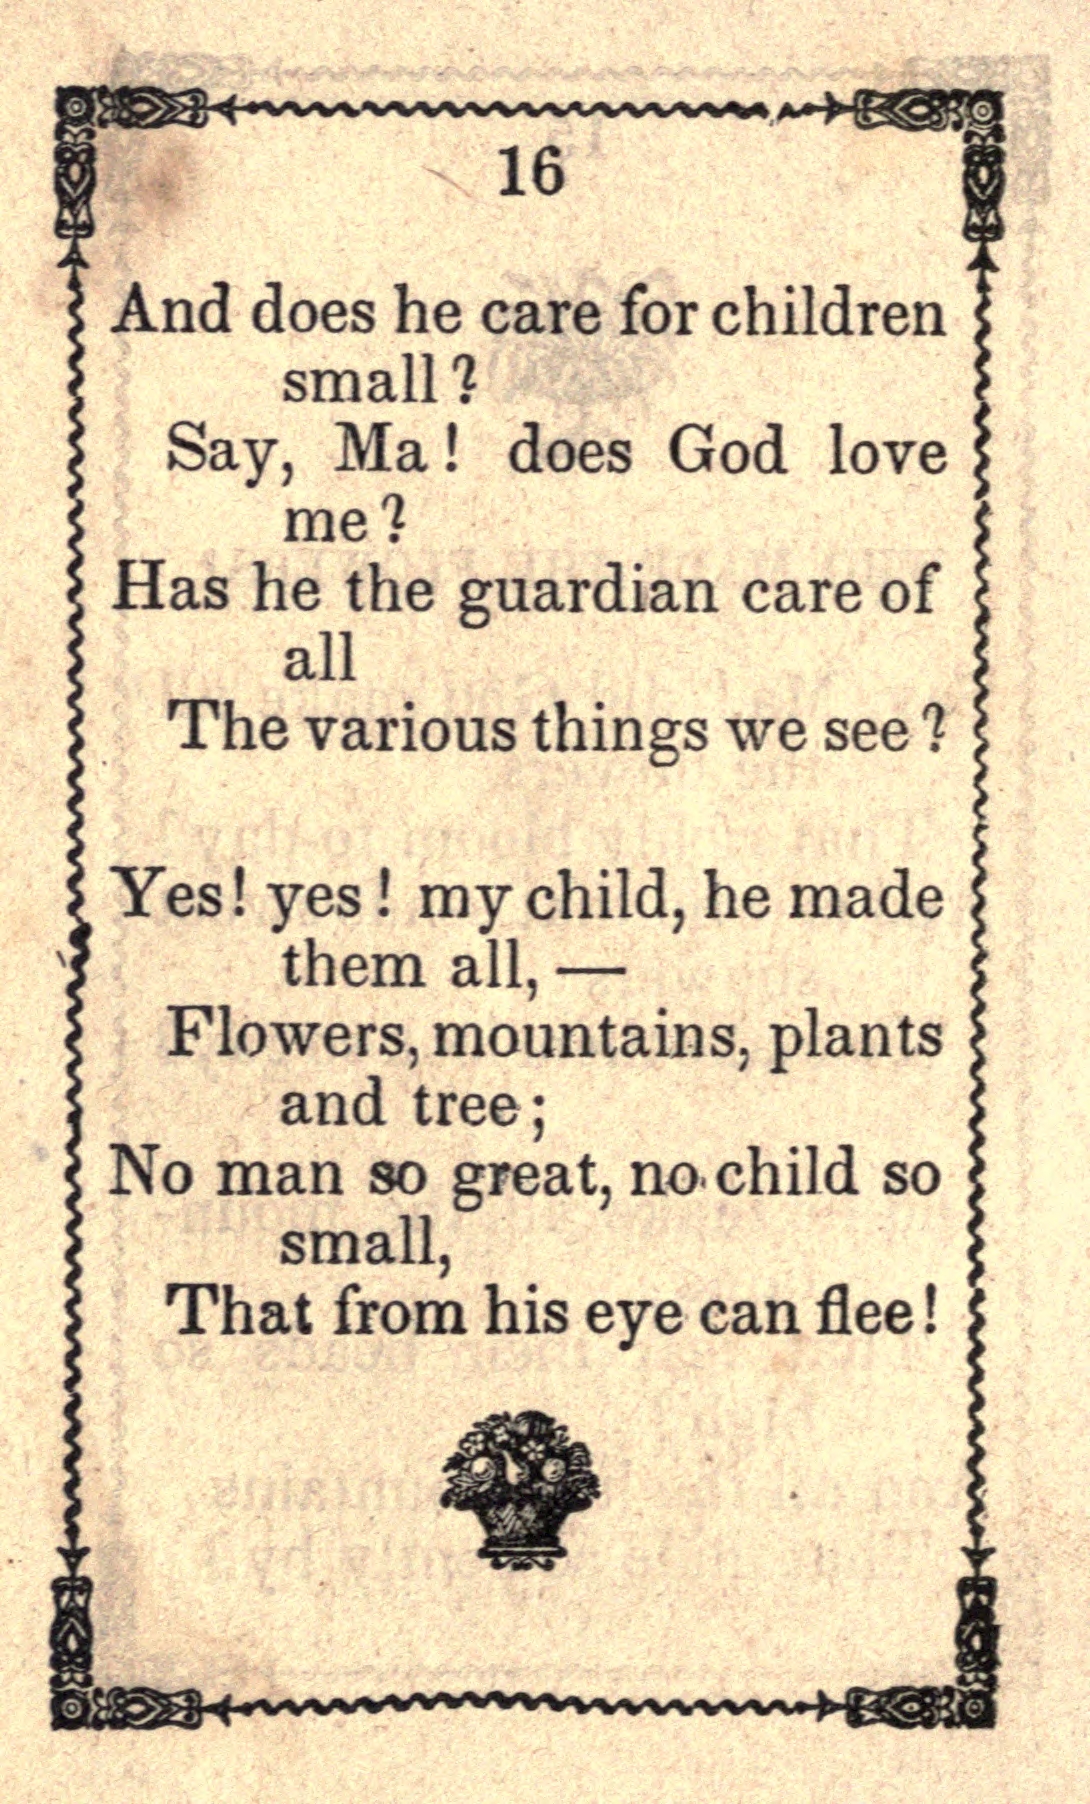 16
And does he care for children
small?
Say, Ma! does God love
me?
Has he the guardian care of
all
The various things we see?
Yes! yes! my child, he made
them all, —
Flowers, mountains, plants
and tree;
No man so great, no child so
small,
That from his eye can flee!